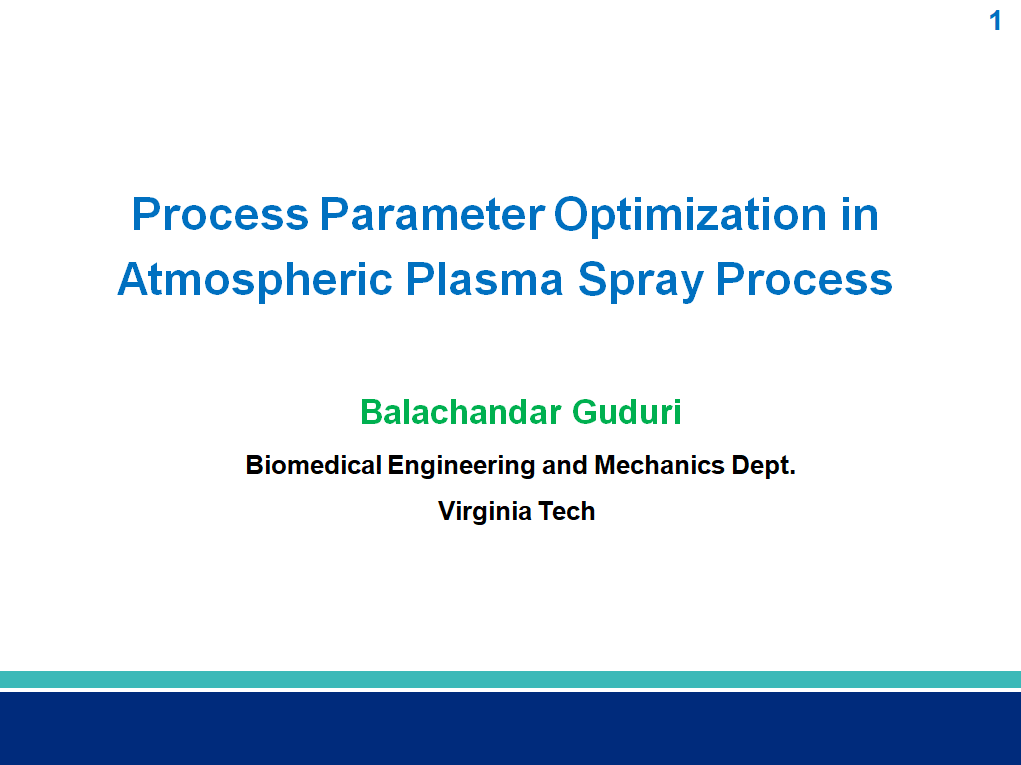 1
Process Parameter Optimization in
Atmospheric Plasma Spray Process
Balachandar Guduri
Biomedical Engineering and Mechanics Dept.
Virginia Tech